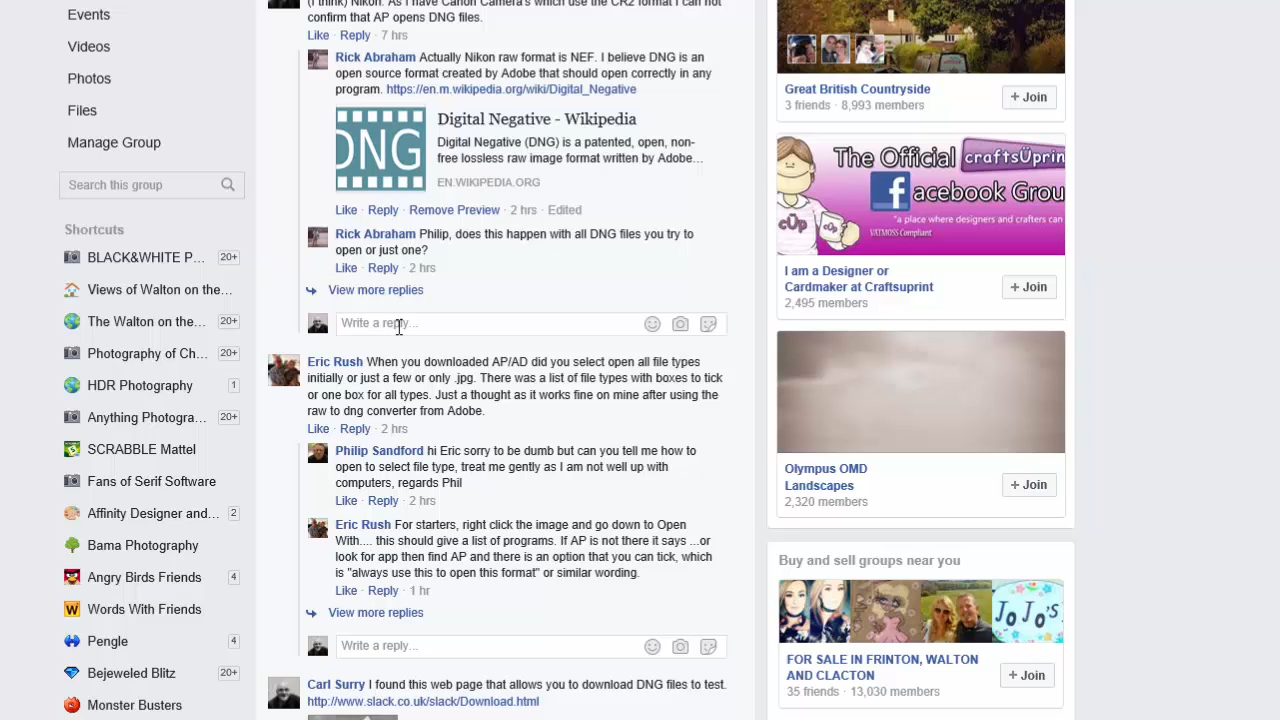 Events
Videos
Photos
Files
Manage Group
Search this group
Shortcuts
BLACK&WHITE P... 20+
Views of Walton on the...
The Walton on the... 20+
Photography of Ch... 20+
HDR Photography 1
Anything Photogra... 20+
SCRABBLE Mattel
Fans of Serif Software
Affinity Designer and... 2
Bama Photography
Angry Birds Friends 4
Words With Friends
Pengle 4
Bejeweled Blitz 20+
Monster Busters
(I think) Nikon. As I have Canon Camera's which use the CR2 format I can not
confirm that AP opens DNG files.
Like · Reply · 7 hrs
Rick Abraham Actually Nikon raw format is NEF. I believe DNG is an
open source format created by Adobe that should open correctly in any
program. https://en.m.wikipedia.org/wiki/Digital_Negative
DNG
Digital Negative - Wikipedia
Digital Negative (DNG) is a patented, open, non-
free lossless raw image format written by Adobe...
EN.WIKIPEDIA.ORG
Like · Reply · Remove Preview · 2 hrs · Edited
Rick Abraham Philip, does this happen with all DNG files you try to
open or just one?
Like · Reply · 2 hrs
View more replies
Write a reply...
Eric Rush When you downloaded AP/AD did you select open all file types
initially or just a few or only .jpg. There was a list of file types with boxes to tick
or one box for all types. Just a thought as it works fine on mine after using the
raw to dng converter from Adobe.
Like · Reply · 2 hrs
Philip Sandford hi Eric sorry to be dumb but can you tell me how to
open to select file type, treat me gently as I am not well up with
computers, regards Phil
Like · Reply · 2 hrs
Eric Rush For starters, right click the image and go down to Open
With.... this should give a list of programs. If AP is not there it says ...or
look for app then find AP and there is an option that you can tick, which
is "always use this to open this format" or similar wording.
Like · Reply · 1 hr
View more replies
Write a reply...
Carl Surry I found this web page that allows you to download DNG files to test.
http://www.slack.co.uk/slack/Download.html
Great British Countryside
3 friends · 8,993 members
+ Join
The Official craftsÜprin
facebook Grou
"a place where designers and crafters can
VATMOSS Compliant
cÜp
I am a Designer or
Cardmaker at Craftsuprint
2,495 members
+ Join
Olympus OMD
Landscapes
2,320 members
+ Join
Buy and sell groups near you
JO JO'S
FOR SALE IN FRINTON, WALTON
AND CLACTON
35 friends · 13,030 members
+ Join